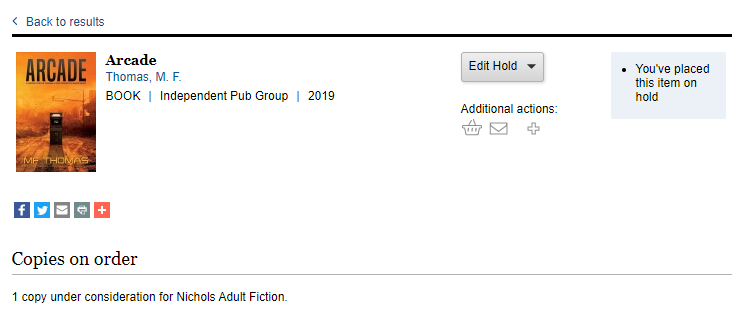 Back to results
ARCADE
MF THOMAS
Arcade
Thomas, M. F.
BOOK | Independent Pub Group | 2019
Edit Hold
Additional actions:
You've placed
this item on
hold
Copies on order
1 copy under consideration for Nichols Adult Fiction.